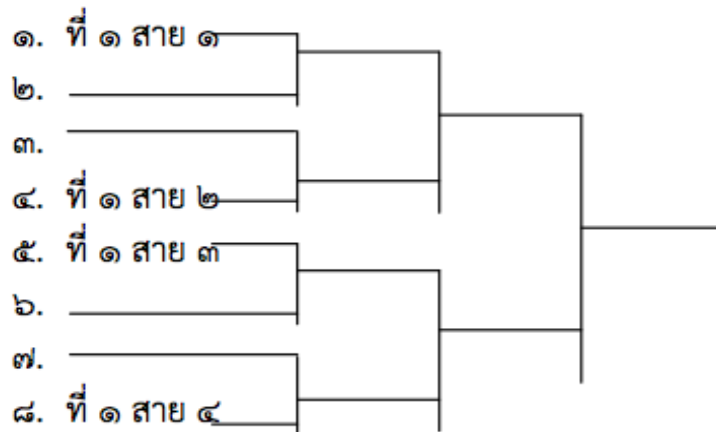 ๑. ที่ ๑ สาย ๑
๒.
๓.
๔. ที่ ๑ สาย ๒
๕. ที่ ๑ สาย ๓
๖.
๗.
๘. ที่ ๑ สาย ๔